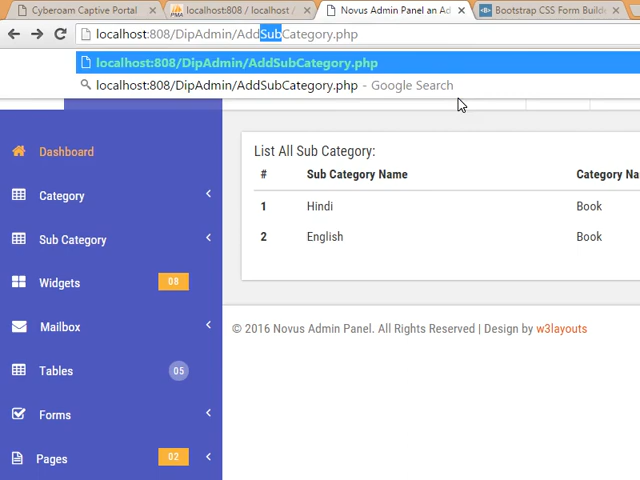 Cyberoam Captive Portal
localhost:808 / localhost /
Novus Admin Panel an Ad
Bootstrap CSS Form Builde
localhost:808/DipAdmin/AddSubCategory.php
localhost:808/DipAdmin/AddSubCategory.php
localhost:808/DipAdmin/AddSubCategory.php - Google Search
Dashboard
Category
Sub Category
Widgets 08
Mailbox
Tables 05
Forms
Pages 02
List All Sub Category:
# Sub Category Name Category Na
1 Hindi Book
2 English Book
© 2016 Novus Admin Panel. All Rights Reserved | Design by w3layouts